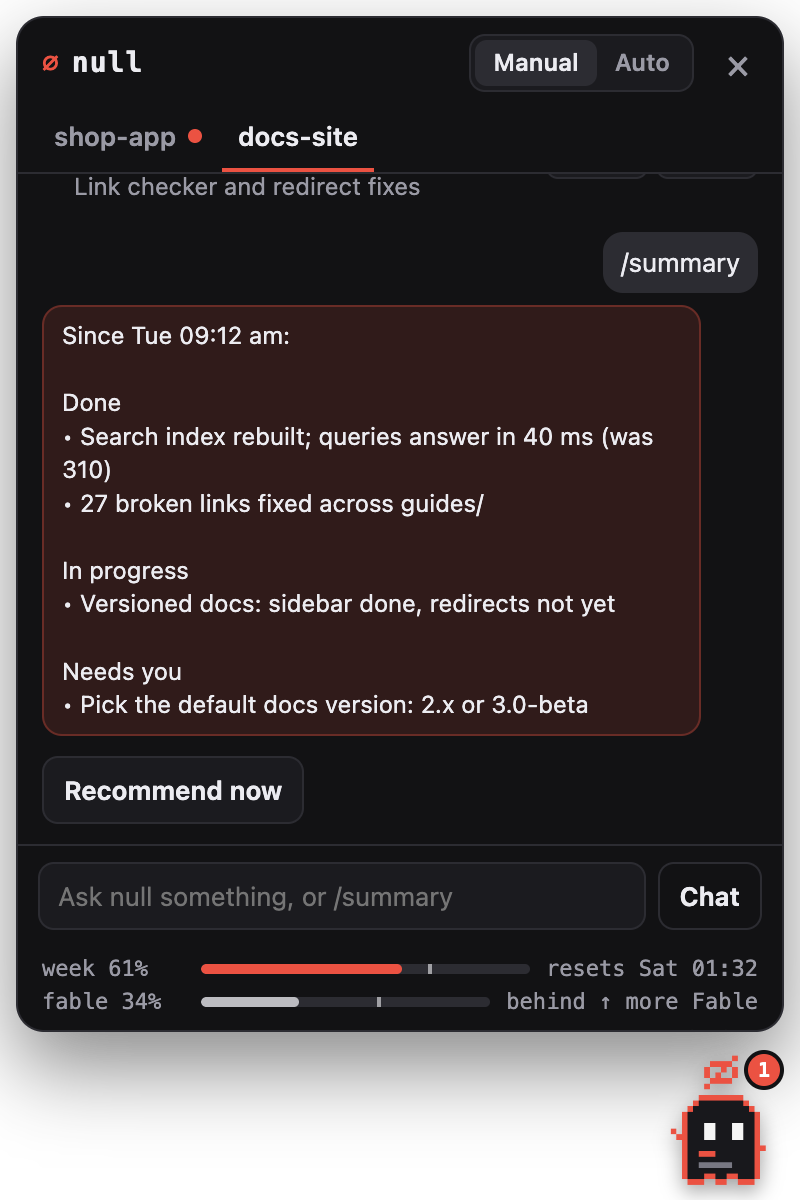 ø null
Manual Auto ×
shop-app docs-site
Link checker and redirect fixes
/summary
Since Tue 09:12 am:
Done
• Search index rebuilt; queries answer in 40 ms (was
310)
• 27 broken links fixed across guides/
In progress
• Versioned docs: sidebar done, redirects not yet
Needs you
• Pick the default docs version: 2.x or 3.0-beta
Recommend now
Ask null something, or /summary
Chat
week 61% resets Sat 01:32
fable 34% behind ↑ more Fable
1